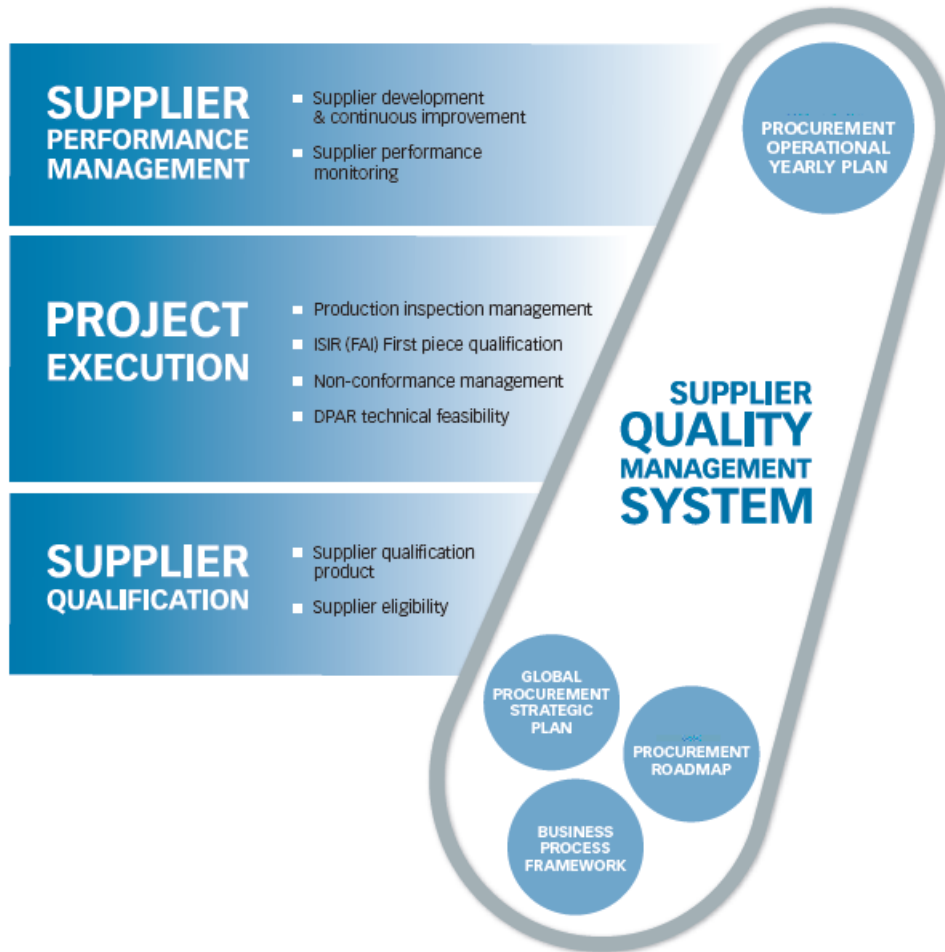 SUPPLIER
PERFORMANCE
MANAGEMENT
Supplier development
& continuous improvement
Supplier performance
monitoring
PROJECT
EXECUTION
Production inspection management
ISIR (FAI) First piece qualification
Non-conformance management
DPAR technical feasibility
SUPPLIER
QUALIFICATION
Supplier qualification
product
Supplier eligibility
PROCUREMENT
OPERATIONAL
YEARLY PLAN
SUPPLIER
QUALITY
MANAGEMENT
SYSTEM
GLOBAL
PROCUREMENT
STRATEGIC
PLAN
PROCUREMENT
ROADMAP
BUSINESS
PROCESS
FRAMEWORK